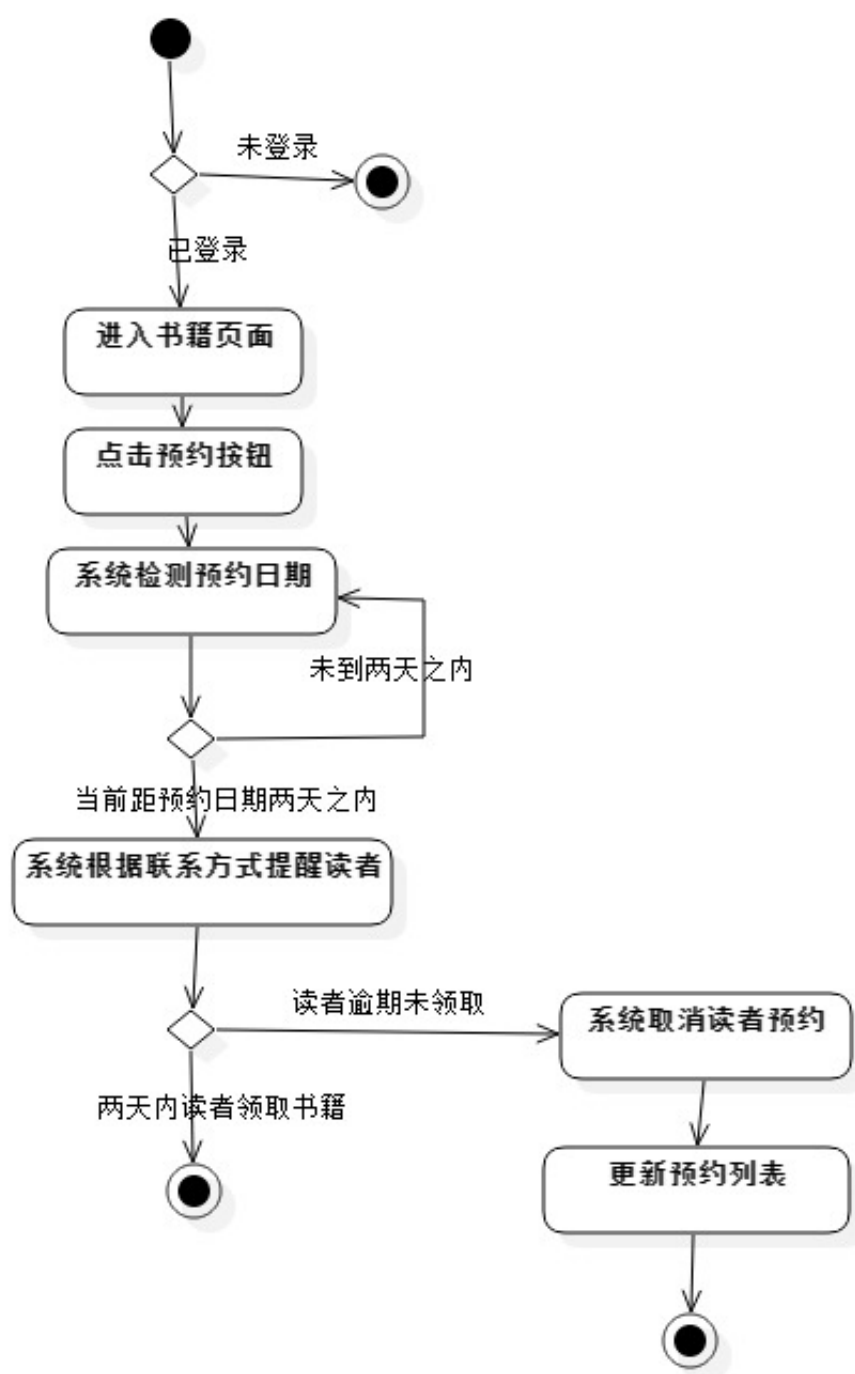 未登录
已登录
进入书籍页面
点击预约按钮
系统检测预约日期
未到两天之内
当前距预约日期两天之内
系统根据联系方式提醒读者
读者逾期未领取
系统取消读者预约
两天内读者领取书籍
更新预约列表